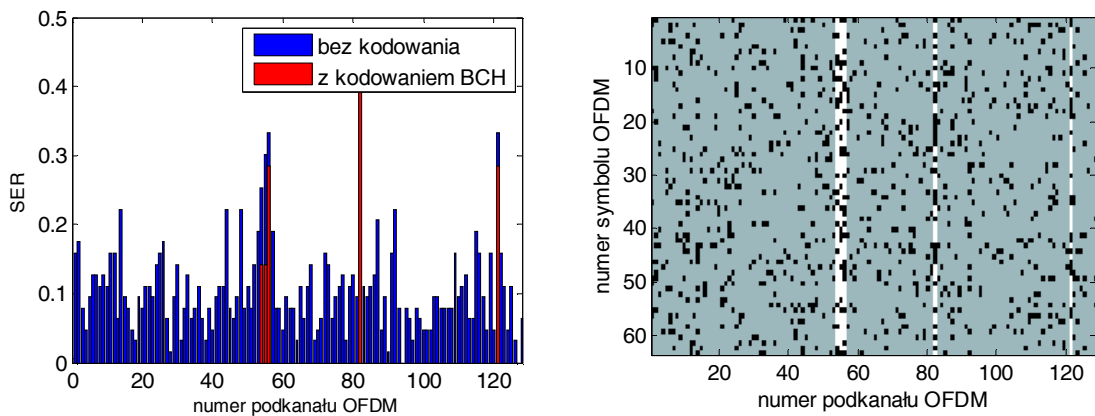 0.5
0.4
0.3
0.2
0.1
0
SER
bez kodowania
z kodowaniem BCH
0 20 40 60 80 100 120
numer podkanału OFDM
10
20
30
40
50
60
numer symbolu OFDM
20 40 60 80 100 120
numer podkanału OFDM